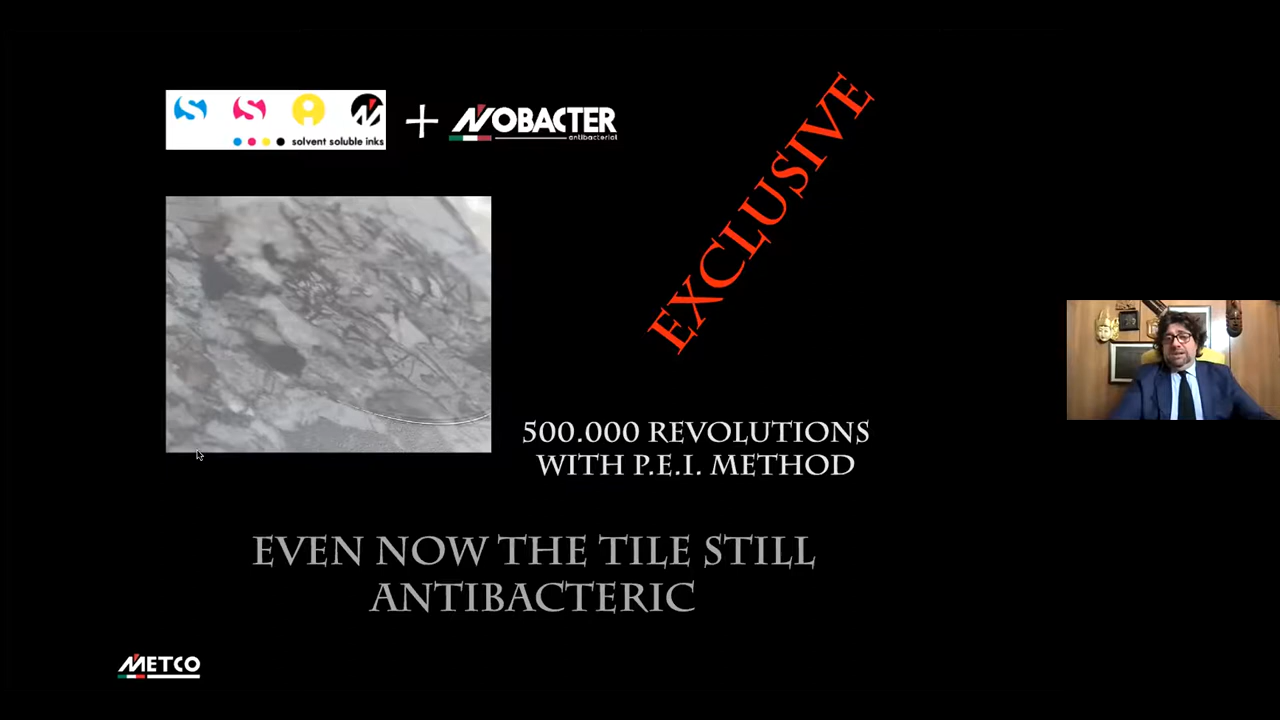 + NOBACTER
antibacterial
solvent soluble inks
EXCLUSIVE
500.000 REVOLUTIONS
WITH P.E.I. METHOD
EVEN NOW THE TILE STILL
ANTIBACTERIC
METCO